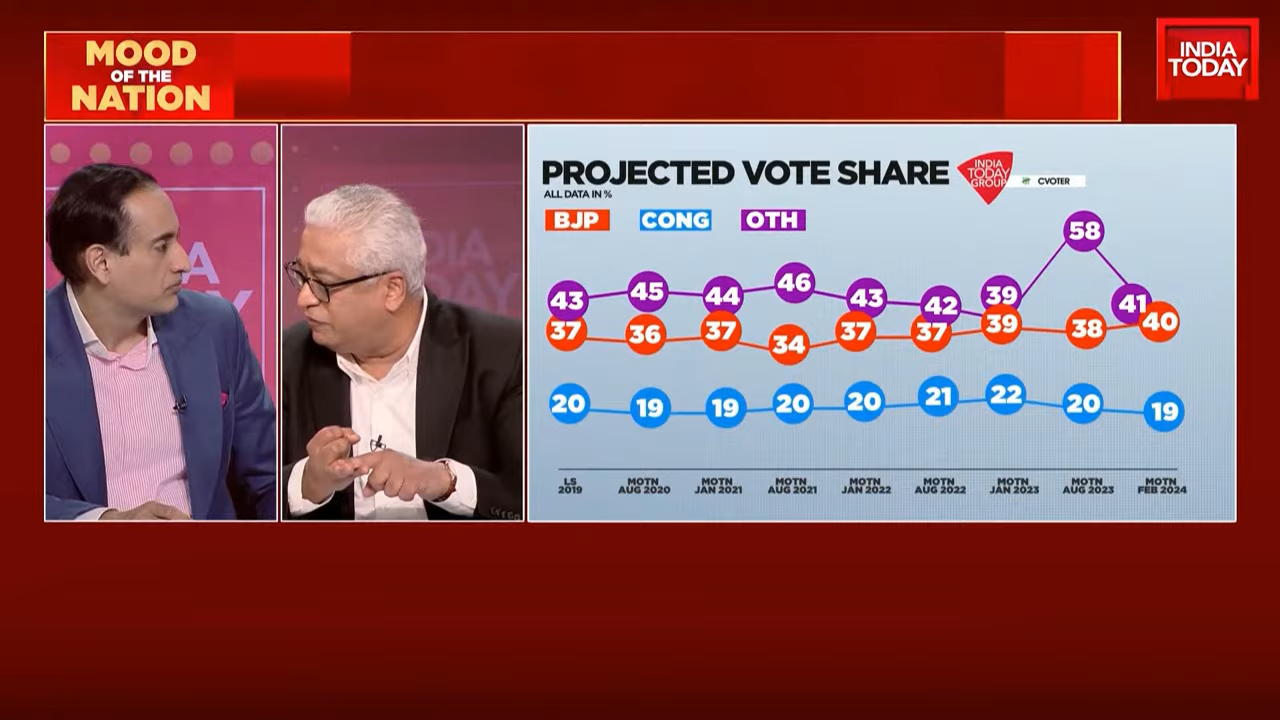 MOOD
OF THE
NATION
INDIA
TODAY
PROJECTED VOTE SHARE
ALL DATA IN %
INDIA
TODAY
GROUP
CVOTER
BJP CONG OTH
43 45 44 46 43 42 39 58 41
37 36 37 34 37 37 39 38 40
20 19 19 20 20 21 22 20 19
LS
2019
MOTN
AUG 2020
MOTN
JAN 2021
MOTN
AUG 2021
MOTN
JAN 2022
MOTN
AUG 2022
MOTN
JAN 2023
MOTN
AUG 2023
MOTN
FEB 2024